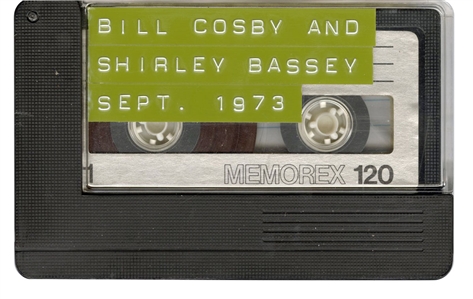 BILL COSBY AND
SHIRLEY BASSEY
SEPT. 1973
1
MEMOREX 120